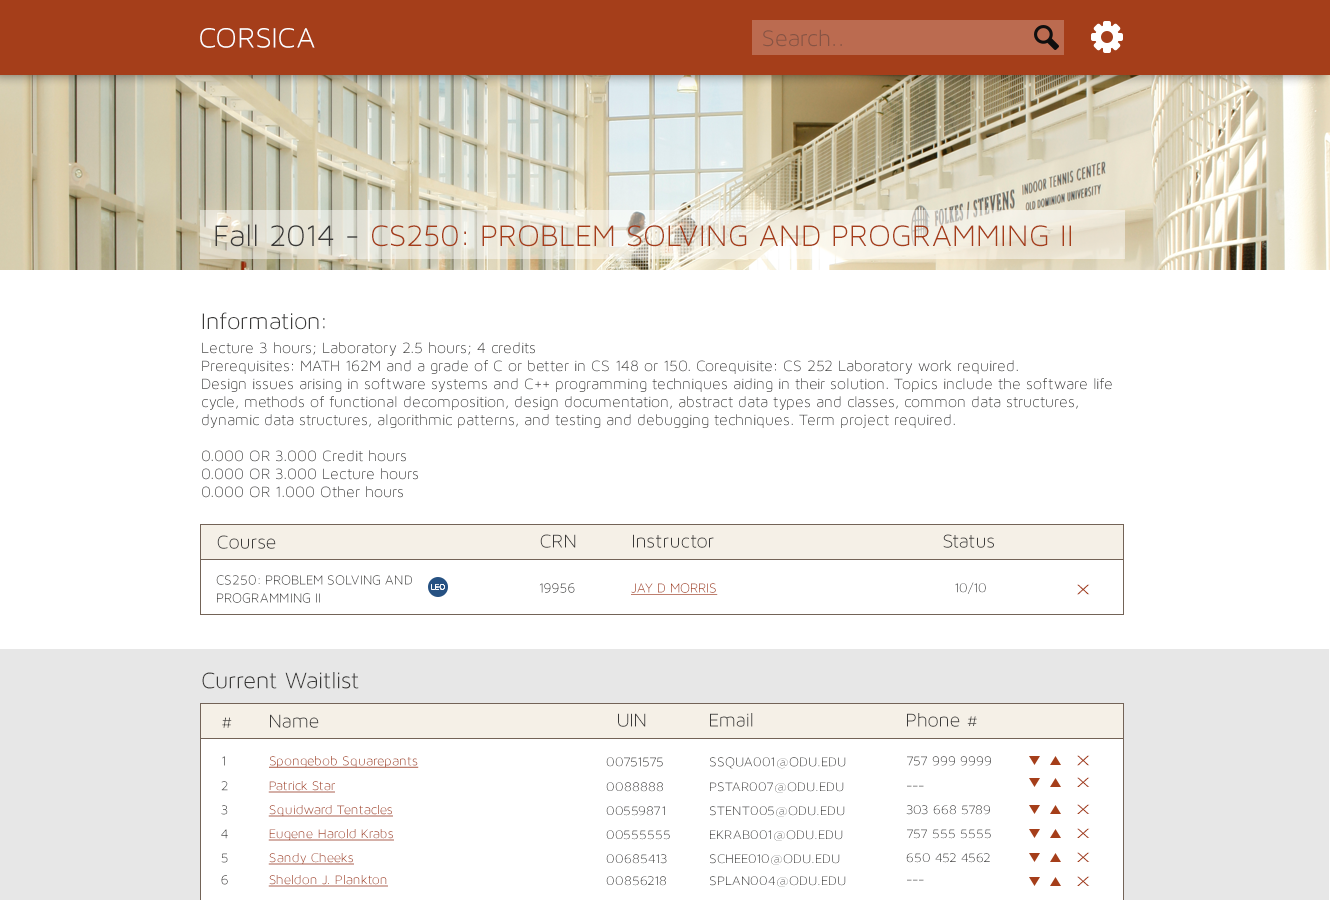 CORSICA
Search..
FOLKES / STEVENS INDOOR TENNIS CENTER
OLD DOMINION UNIVERSITY
Fall 2014 - CS250: PROBLEM SOLVING AND PROGRAMMING II
Information:
Lecture 3 hours; Laboratory 2.5 hours; 4 credits
Prerequisites: MATH 162M and a grade of C or better in CS 148 or 150. Corequisite: CS 252 Laboratory work required.
Design issues arising in software systems and C++ programming techniques aiding in their solution. Topics include the software life
cycle, methods of functional decomposition, design documentation, abstract data types and classes, common data structures,
dynamic data structures, algorithmic patterns, and testing and debugging techniques. Term project required.
0.000 OR 3.000 Credit hours
0.000 OR 3.000 Lecture hours
0.000 OR 1.000 Other hours
Course CRN Instructor Status
CS250: PROBLEM SOLVING AND
PROGRAMMING II LEO 19956 JAY D MORRIS 10/10
Current Waitlist
# Name UIN Email Phone #
1 Spongebob Squarepants 00751575 SSQUA001@ODU.EDU 757 999 9999
2 Patrick Star 0088888 PSTAR007@ODU.EDU ---
3 Squidward Tentacles 00559871 STENT005@ODU.EDU 303 668 5789
4 Eugene Harold Krabs 00555555 EKRAB001@ODU.EDU 757 555 5555
5 Sandy Cheeks 00685413 SCHEE010@ODU.EDU 650 452 4562
6 Sheldon J. Plankton 00856218 SPLAN004@ODU.EDU ---